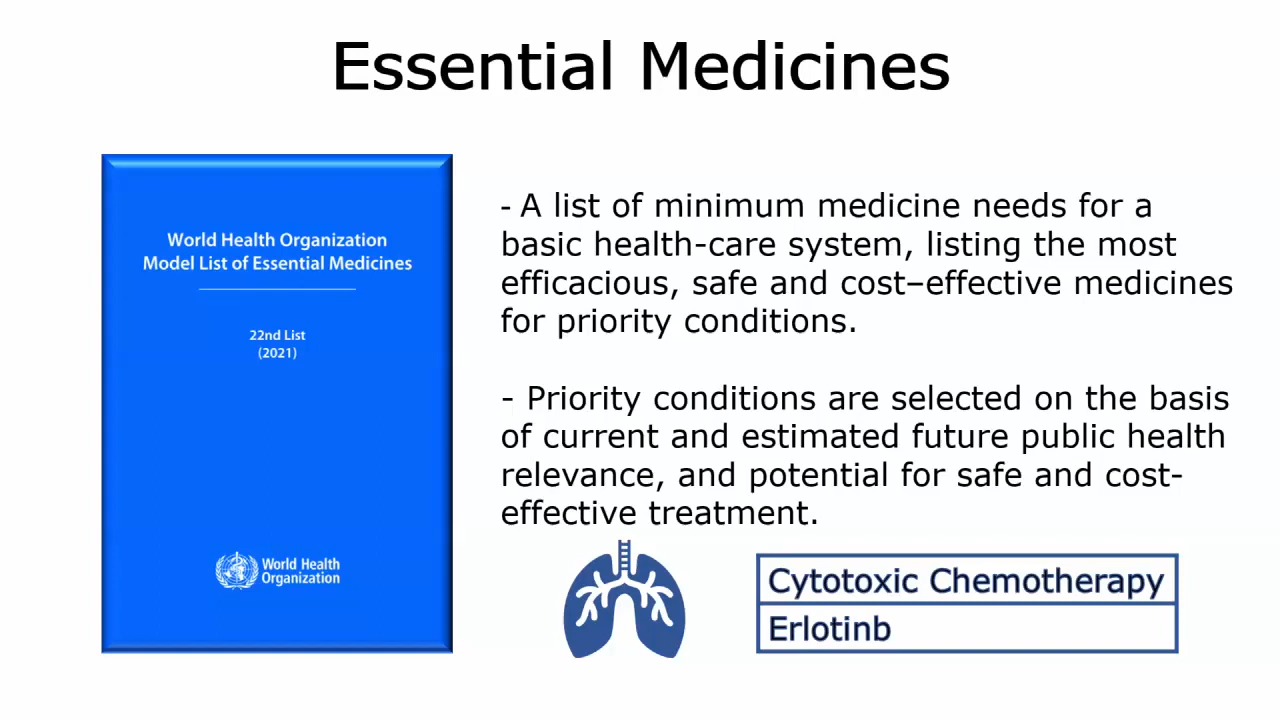 Essential Medicines
World Health Organization
Model List of Essential Medicines
22nd List
(2021)
World Health
Organization
- A list of minimum medicine needs for a
basic health-care system, listing the most
efficacious, safe and cost–effective medicines
for priority conditions.
- Priority conditions are selected on the basis
of current and estimated future public health
relevance, and potential for safe and cost-
effective treatment.
Cytotoxic Chemotherapy
Erlotinb